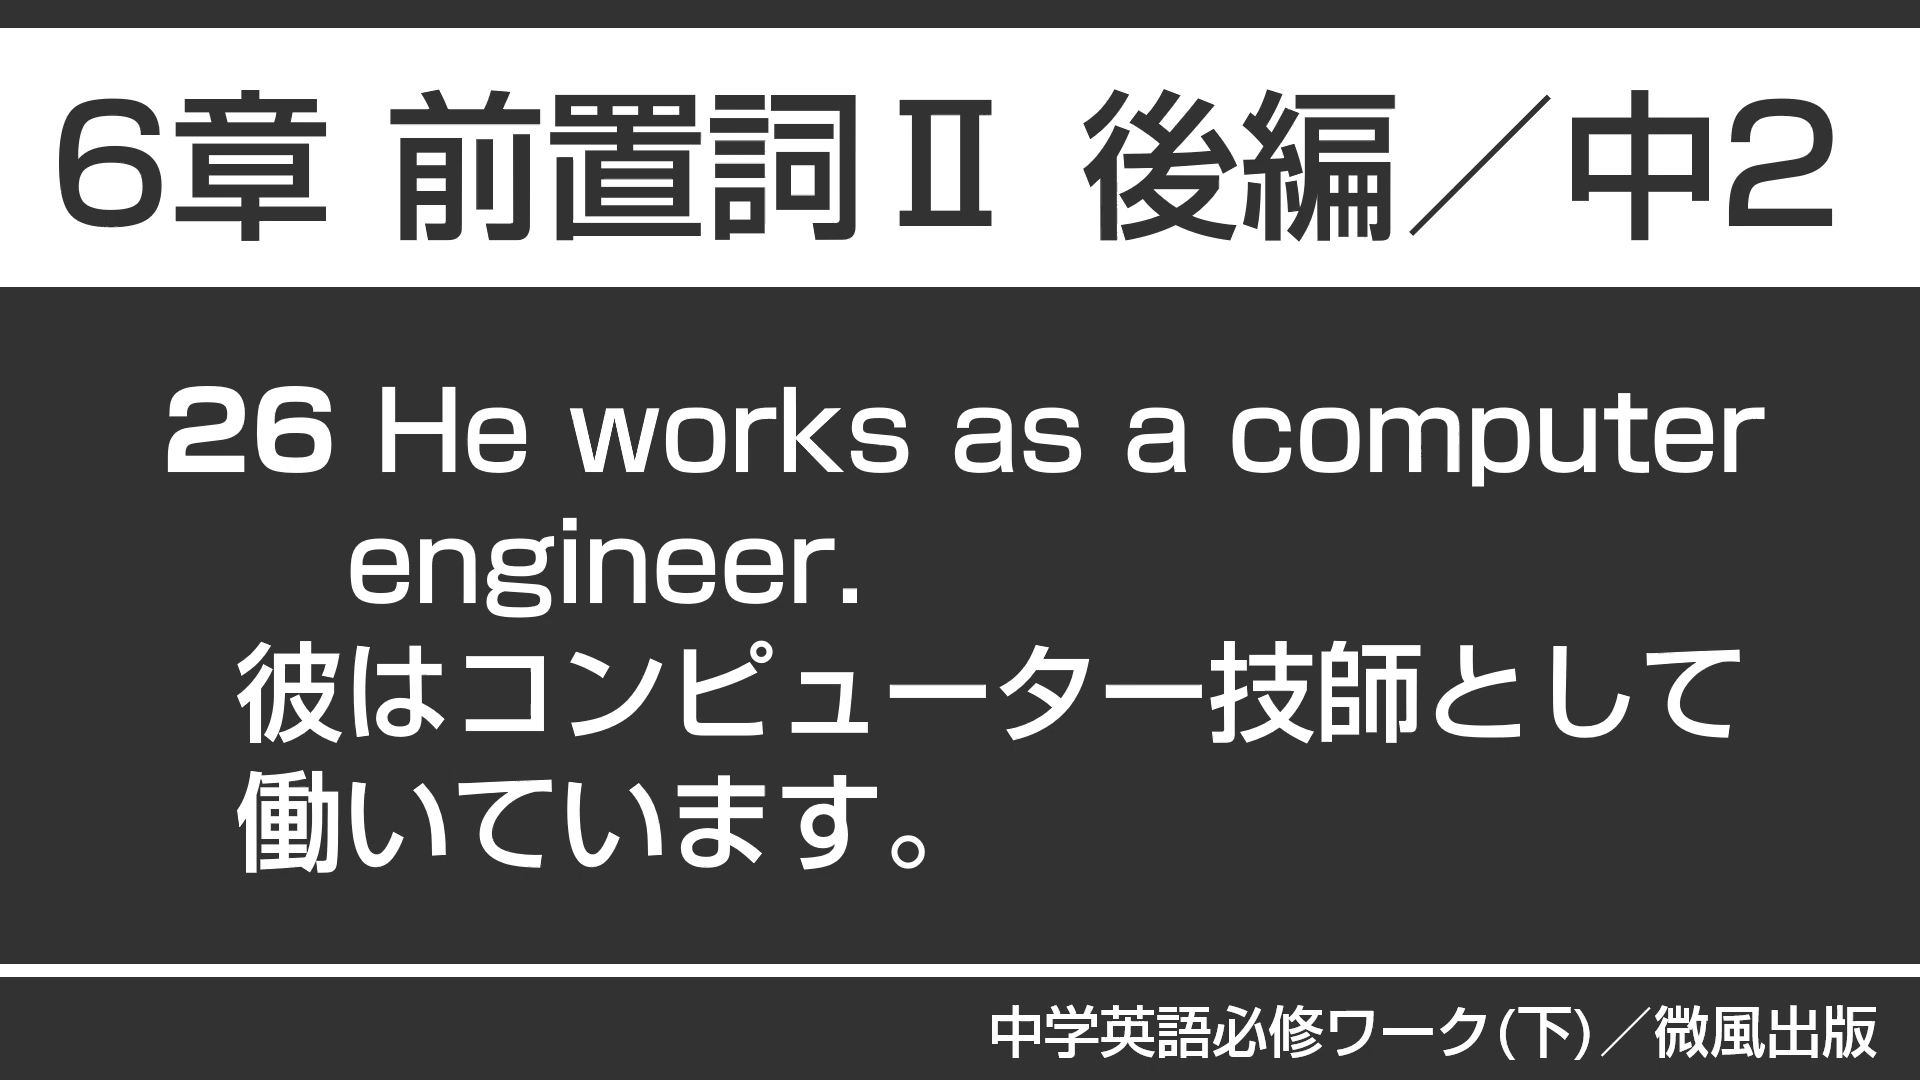 6章 前置詞Ⅱ 後編／中2
26 He works as a computer
engineer.
彼はコンピューター技師として
働いています。
中学英語必修ワーク(下)／微風出版